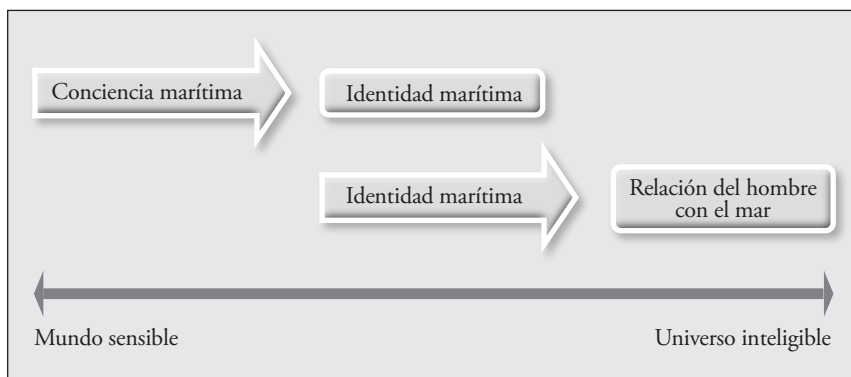 Conciencia marítima
Identidad marítima
Identidad marítima
Relación del hombre
con el mar
Mundo sensible
Universo inteligible